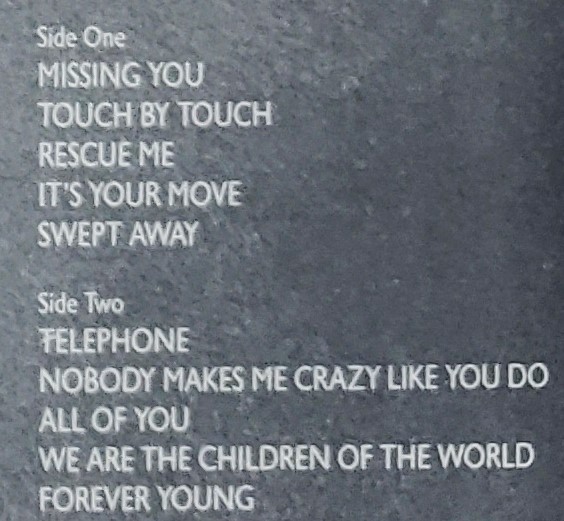 Side One
MISSING YOU
TOUCH BY TOUCH
RESCUE ME
IT'S YOUR MOVE
SWEPT AWAY
Side Two
TELEPHONE
NOBODY MAKES ME CRAZY LIKE YOU DO
ALL OF YOU
WE ARE THE CHILDREN OF THE WORLD
FOREVER YOUNG